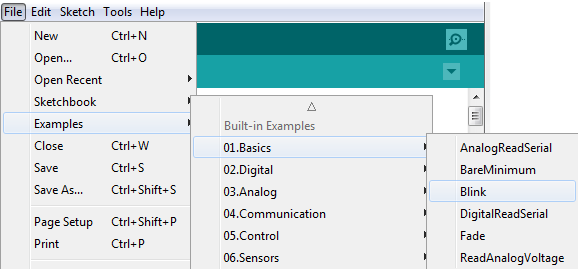 File Edit Sketch Tools Help
New Ctrl+N
Open... Ctrl+O
Open Recent
Sketchbook
Examples
Close Ctrl+W
Save Ctrl+S
Save As... Ctrl+Shift+S
Page Setup Ctrl+Shift+P
Print Ctrl+P
Built-in Examples
01.Basics
02.Digital
03.Analog
04.Communication
05.Control
06.Sensors
AnalogReadSerial
BareMinimum
Blink
DigitalReadSerial
Fade
ReadAnalogVoltage